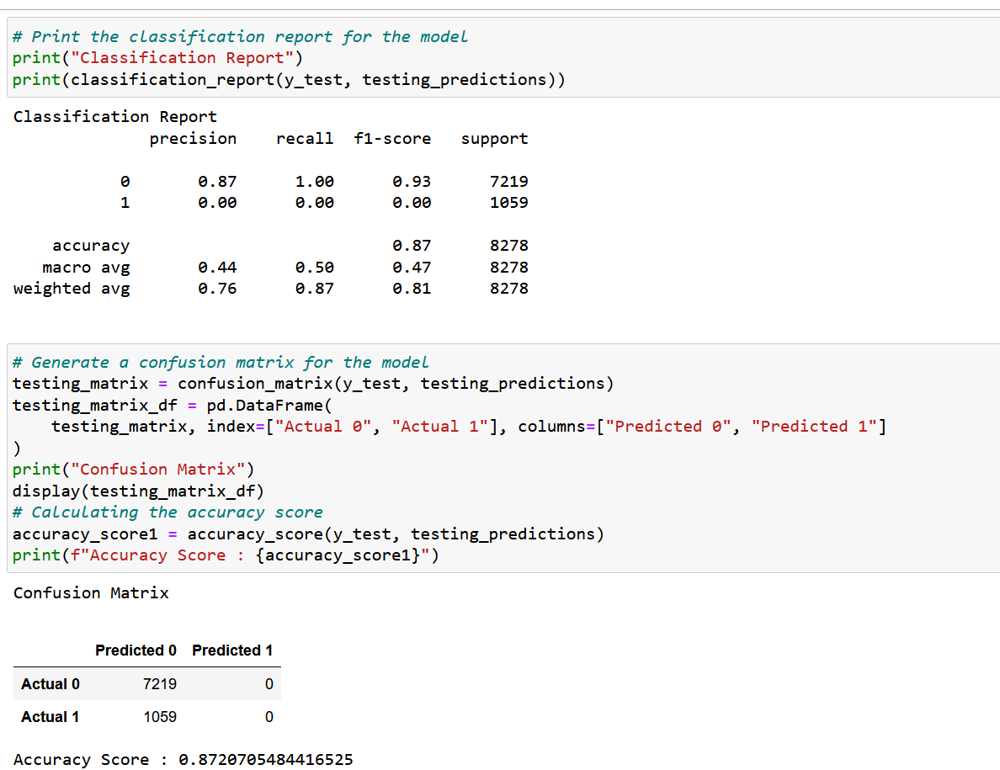 # Print the classification report for the model
print("Classification Report")
print(classification_report(y_test, testing_predictions))
Classification Report
precision recall f1-score support
0 0.87 1.00 0.93 7219
1 0.00 0.00 0.00 1059
accuracy 0.87 8278
macro avg 0.44 0.50 0.47 8278
weighted avg 0.76 0.87 0.81 8278
# Generate a confusion matrix for the model
testing_matrix = confusion_matrix(y_test, testing_predictions)
testing_matrix_df = pd.DataFrame(
    testing_matrix, index=["Actual 0", "Actual 1"], columns=["Predicted 0", "Predicted 1"]
)
print("Confusion Matrix")
display(testing_matrix_df)
# Calculating the accuracy score
accuracy_score1 = accuracy_score(y_test, testing_predictions)
print(f"Accuracy Score : {accuracy_score1}")
Confusion Matrix
Predicted 0 Predicted 1
Actual 0 7219 0
Actual 1 1059 0
Accuracy Score : 0.8720705484416525